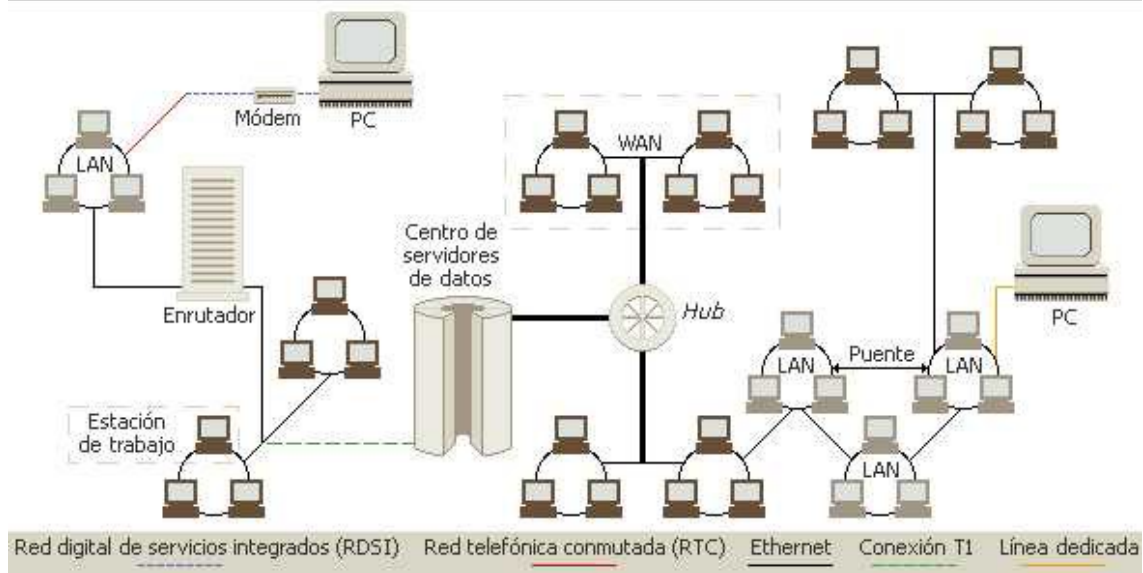 Módem
PC
LAN
WAN
Centro de
servidores
de datos
Enrutador
Hub
PC
LAN
Puente
LAN
Estación
de trabajo
LAN
Red digital de servicios integrados (RDSI) Red telefónica conmutada (RTC) Ethernet Conexión T1 Línea dedicada